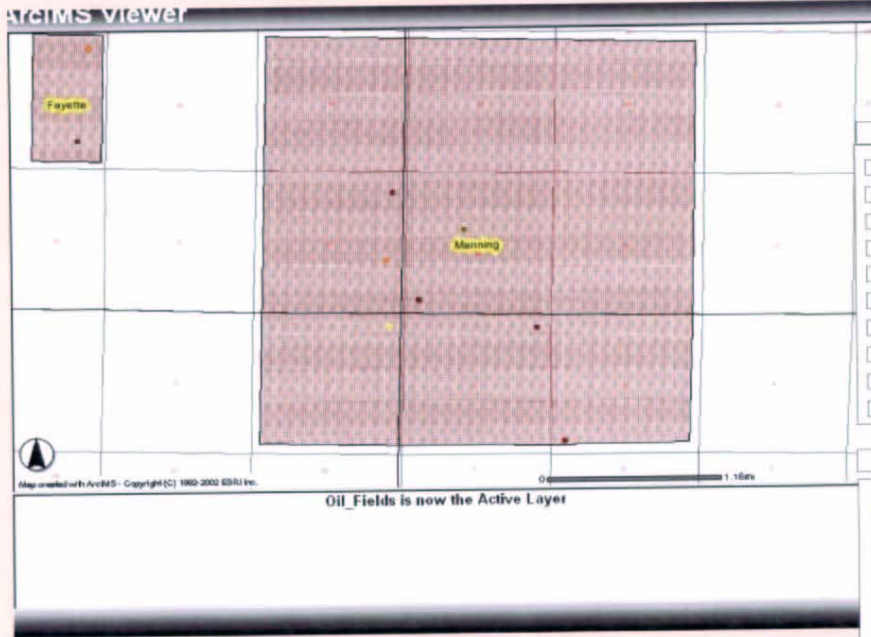 ArcIMS Viewer
Fayette
Manning
Map created with ArcIMS - Copyright (C) 1992-2002 ESRI Inc.
0 1.16mi
Oil_Fields is now the Active Layer